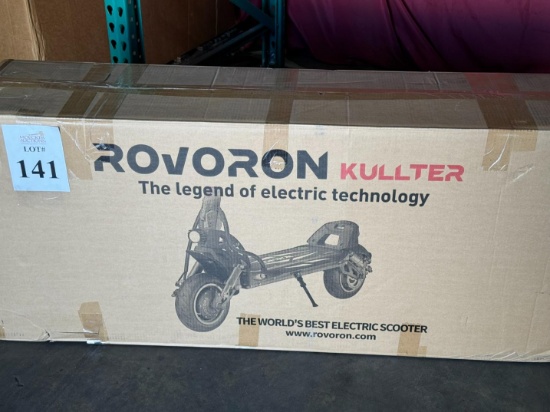 LOT#
141
ROVORON KULLTER
The legend of electric technology
THE WORLD'S BEST ELECTRIC SCOOTER
www.rovoron.com